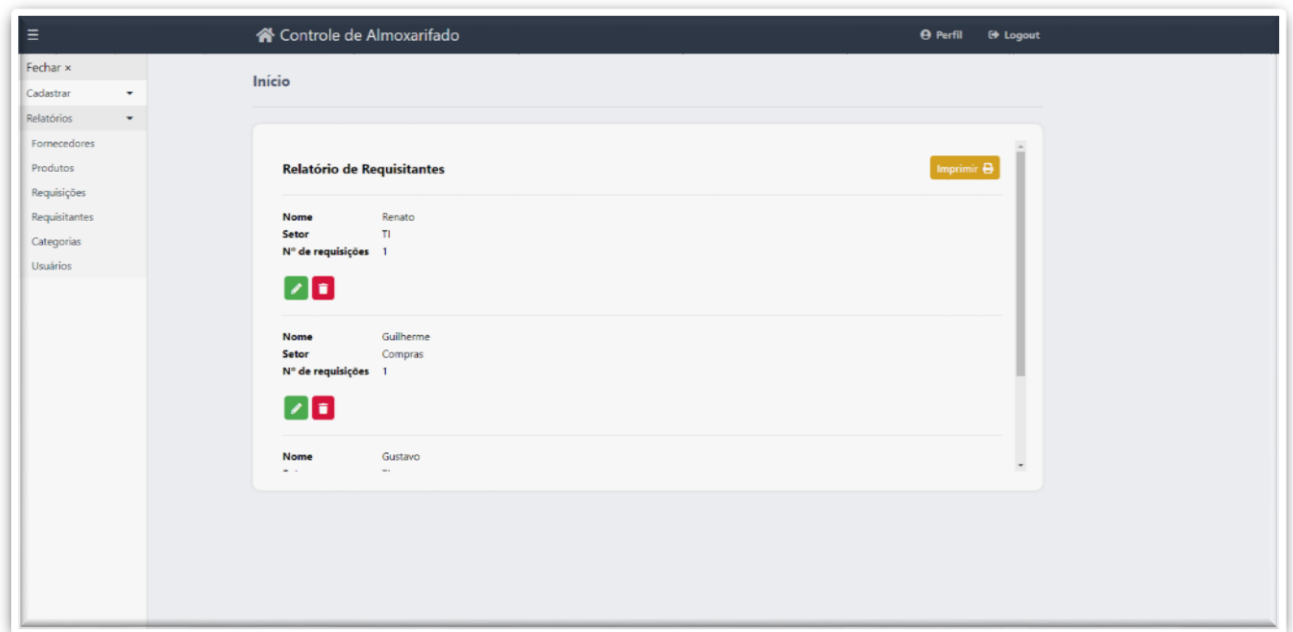 ☰ Controle de Almoxarifado Perfil Logout
Fechar ×
Cadastrar
Relatórios
Fornecedores
Produtos
Requisições
Requisitantes
Categorias
Usuários
Início
Relatório de Requisitantes Imprimir
Nome Renato
Setor TI
Nº de requisições 1
Nome Guilherme
Setor Compras
Nº de requisições 1
Nome Gustavo